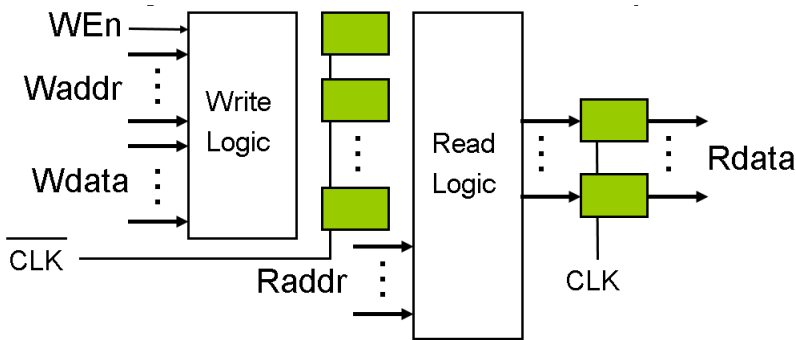 WEn
Waddr
Wdata
CLK
Write
Logic
Raddr
Read
Logic
CLK
Rdata